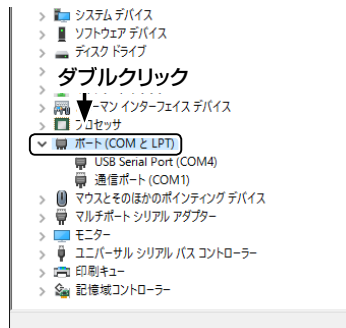 システム デバイス
ソフトウェア デバイス
ディスク ドライブ
ダブルクリック
ーマン インターフェイス デバイス
プロセッサ
ポート (COM と LPT)
USB Serial Port (COM4)
通信ポート (COM1)
マウスとそのほかのポインティング デバイス
マルチポート シリアル アダプター
モニター
ユニバーサル シリアル バス コントローラー
印刷キュー
記憶域コントローラー